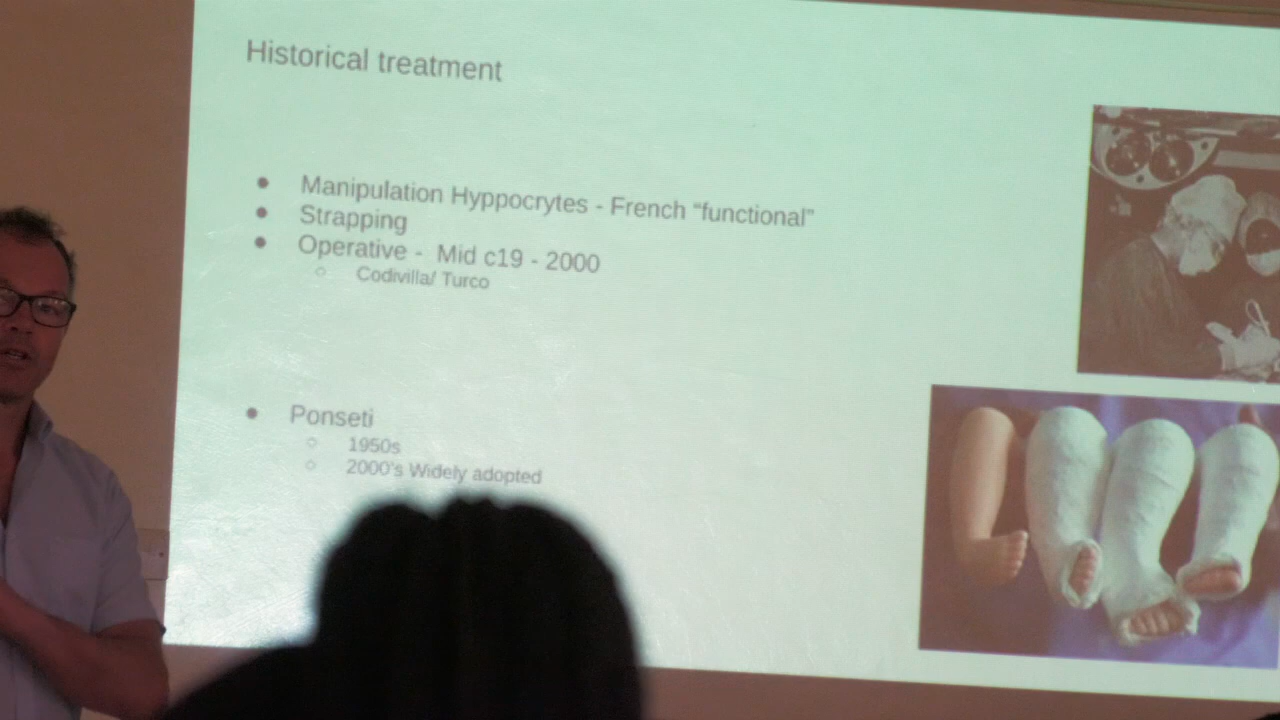 Historical treatment
● Manipulation Hyppocrytes - French “functional”
● Strapping
● Operative - Mid c19 - 2000
○ Codivilla/ Turco
● Ponseti
○ 1950s
○ 2000's Widely adopted